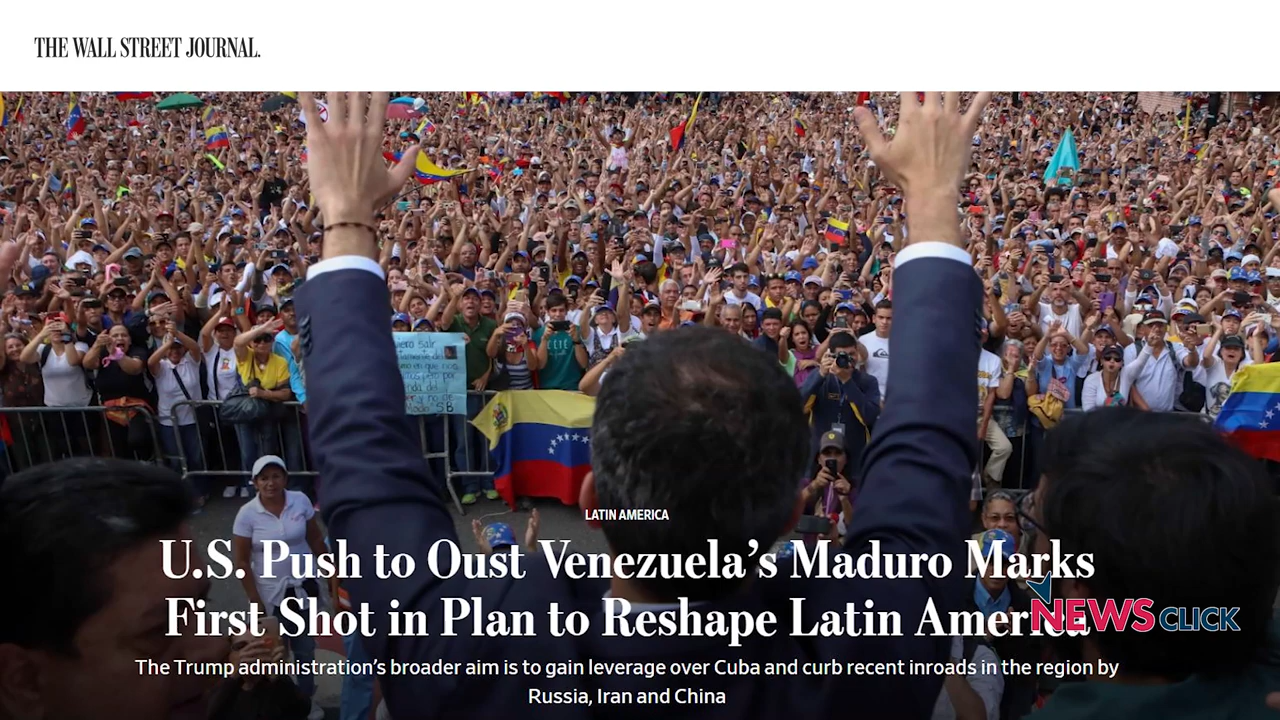 THE WALL STREET JOURNAL.
LATIN AMERICA
U.S. Push to Oust Venezuela's Maduro Marks
First Shot in Plan to Reshape Latin America
NEWSCLICK
The Trump administration's broader aim is to gain leverage over Cuba and curb recent inroads in the region by
Russia, Iran and China